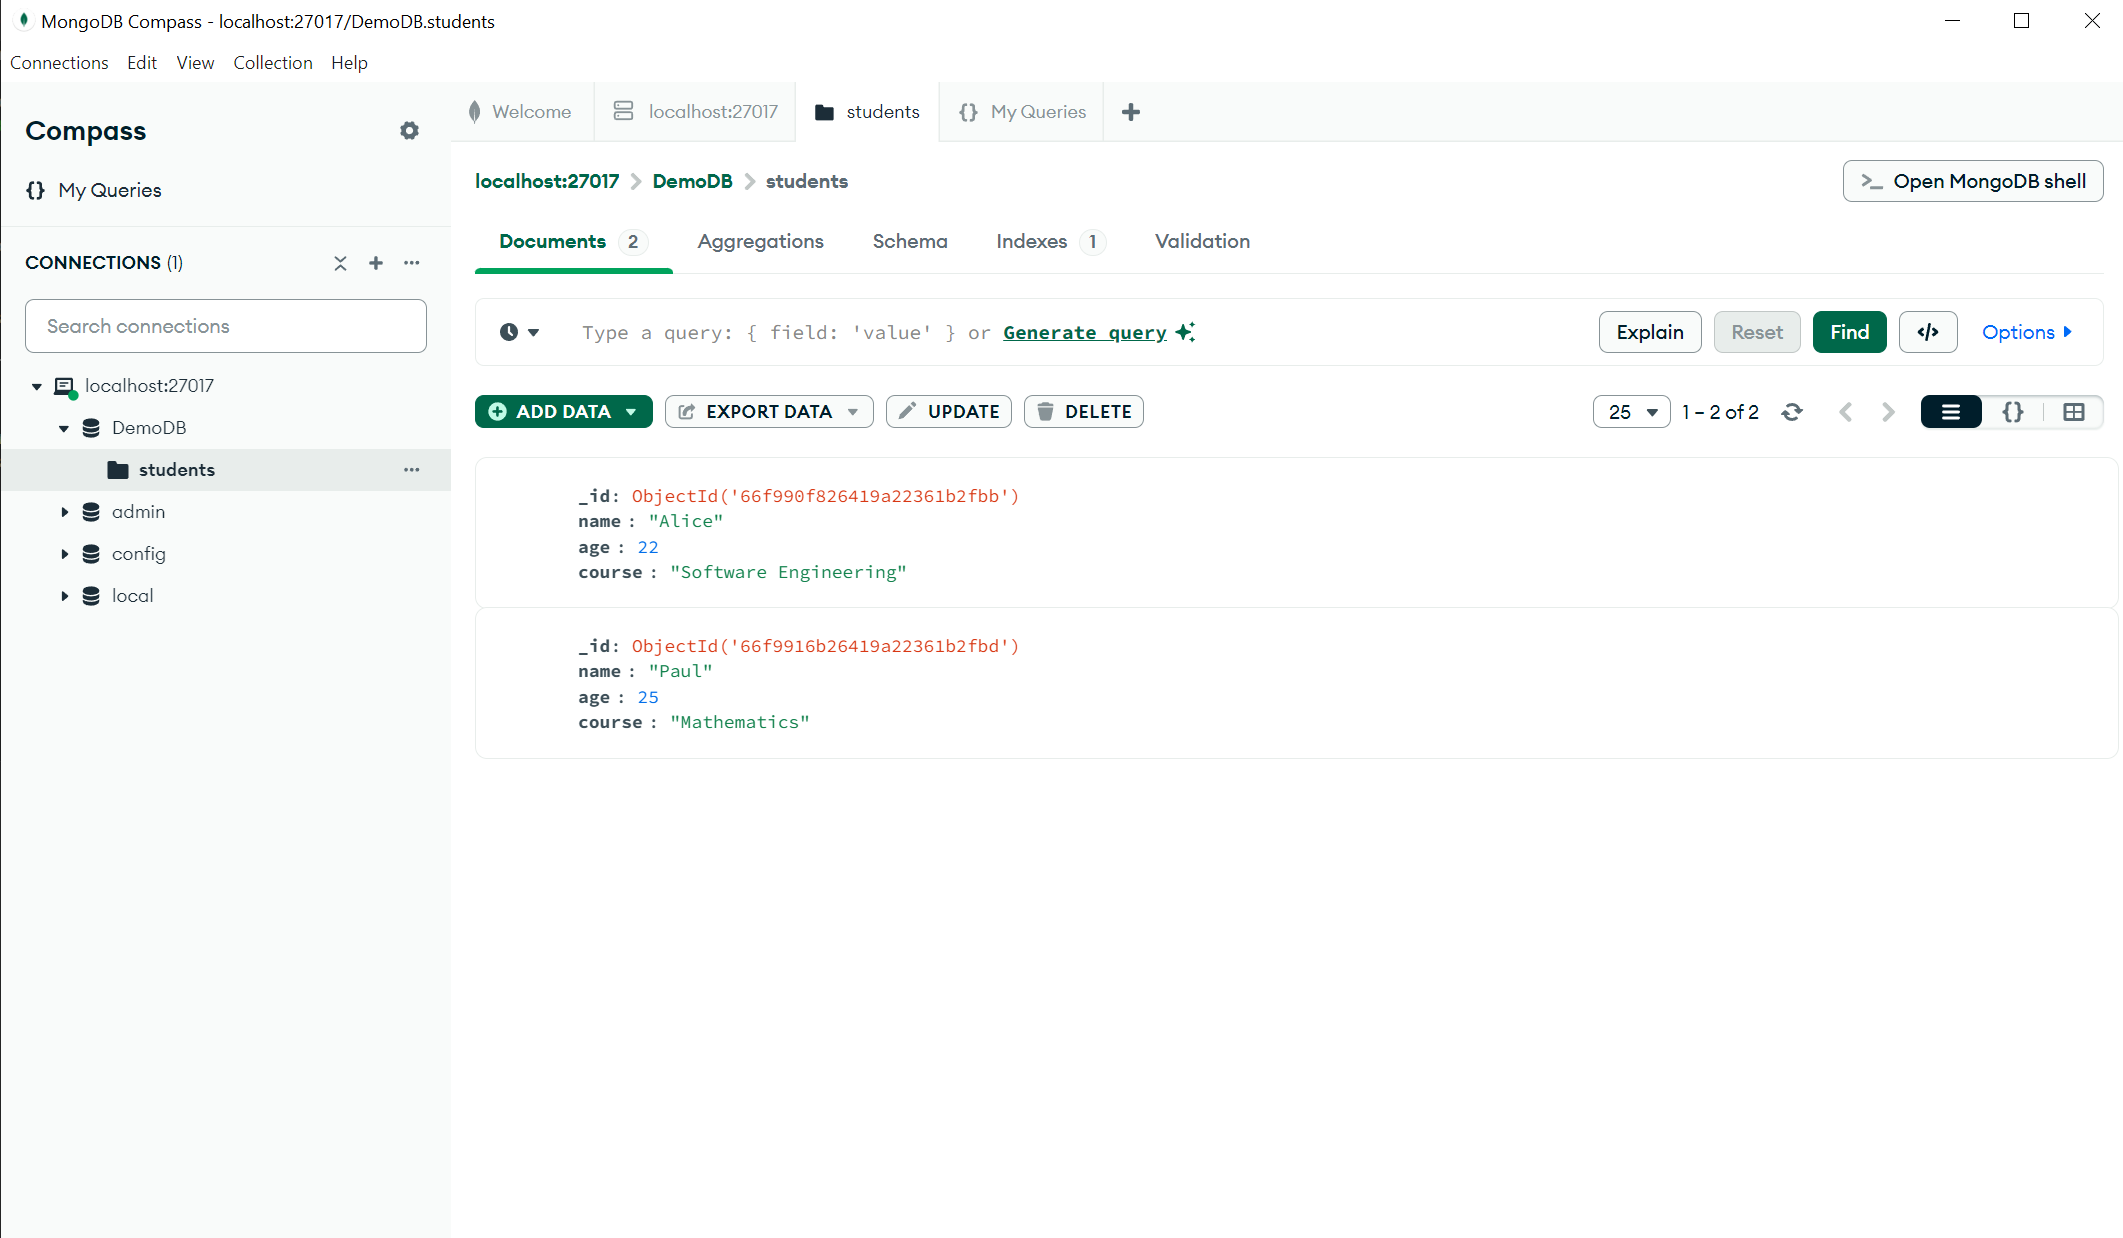 MongoDB Compass - localhost:27017/DemoDB.students
Connections Edit View Collection Help
Compass
{} My Queries
CONNECTIONS (1)
Search connections
localhost:27017
DemoDB
students
admin
config
local
Welcome localhost:27017 students {} My Queries
localhost:27017 > DemoDB > students
>_ Open MongoDB shell
Documents 2 Aggregations Schema Indexes 1 Validation
Type a query: { field: 'value' } or Generate query
Explain Reset Find </> Options
ADD DATA EXPORT DATA UPDATE DELETE
25 1 – 2 of 2 {}
_id: ObjectId('66f990f826419a22361b2fbb')
name : "Alice"
age : 22
course : "Software Engineering"
_id: ObjectId('66f9916b26419a22361b2fbd')
name : "Paul"
age : 25
course : "Mathematics"